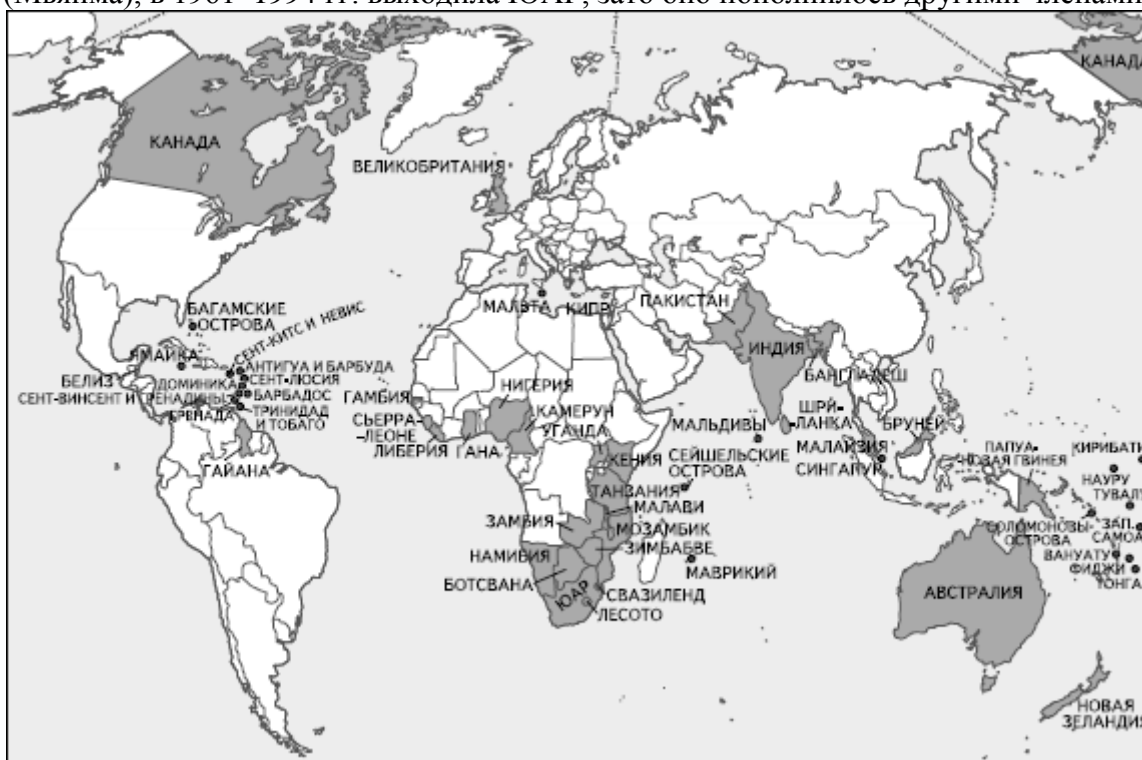 (Мьянма), в 1961–1994 гг. выходила ЮАР, зато оно пополнилось другими членами
КАНАДА
КАНАДА
ВЕЛИКОБРИТАНИЯ
БАГАМСКИЕ
ОСТРОВА
СЕНТ-КИТС И НЕВИС
ЯМАЙКА
АНТИГУА И БАРБУДА
БЕЛИЗ
ДОМИНИКА
СЕНТ-ЛЮСИЯ
СЕНТ-ВИНСЕНТ И ГРЕНАДИНЫ
БАРБАДОС
ГРЕНАДА
ТРИНИДАД
И ТОБАГО
ГАЙАНА
МАЛЬТА
КИПР
ПАКИСТАН
ИНДИЯ
БАНГЛАДЕШ
НИГЕРИЯ
ГАМБИЯ
КАМЕРУН
УГАНДА
СЬЕРРА-
ЛЕОНЕ
ЛИБЕРИЯ
ГАНА
КЕНИЯ
МАЛЬДИВЫ
ШРИ-
ЛАНКА
БРУНЕЙ
СЕЙШЕЛЬСКИЕ
ОСТРОВА
МАЛАЙЗИЯ
СИНГАПУР
ПАПУА-
НОВАЯ ГВИНЕЯ
КИРИБАТИ
НАУРУ
ТУВАЛУ
ТАНЗАНИЯ
МАЛАВИ
ЗАМБИЯ
МОЗАМБИК
ЗИМБАБВЕ
НАМИБИЯ
БОТСВАНА
МАВРИКИЙ
ЮАР
СВАЗИЛЕНД
ЛЕСОТО
СОЛОМОНОВЫ
ОСТРОВА
ЗАП.
САМОА
ВАНУАТУ
ФИДЖИ
ТОНГА
АВСТРАЛИЯ
НОВАЯ
ЗЕЛАНДИЯ